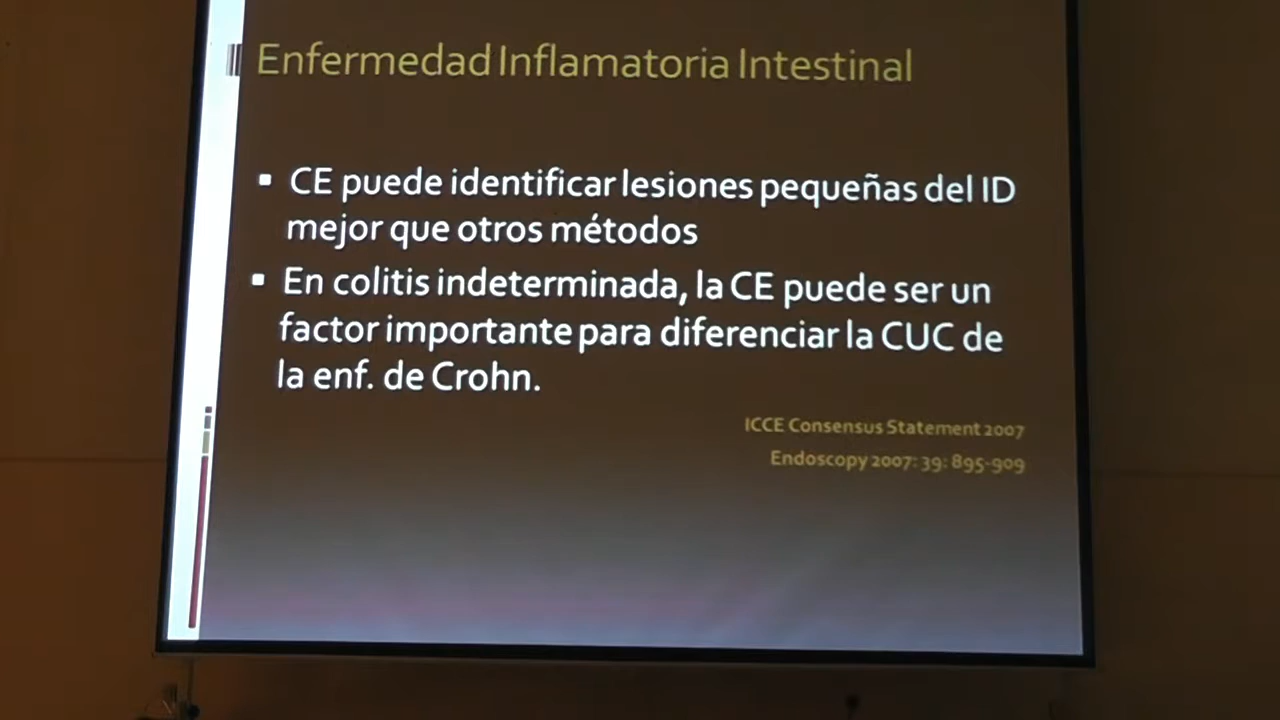 Enfermedad Inflamatoria Intestinal
▪ CE puede identificar lesiones pequeñas del ID
mejor que otros métodos
▪ En colitis indeterminada, la CE puede ser un
factor importante para diferenciar la CUC de
la enf. de Crohn.
ICCE Consensus Statement 2007
Endoscopy 2007: 39: 895-909